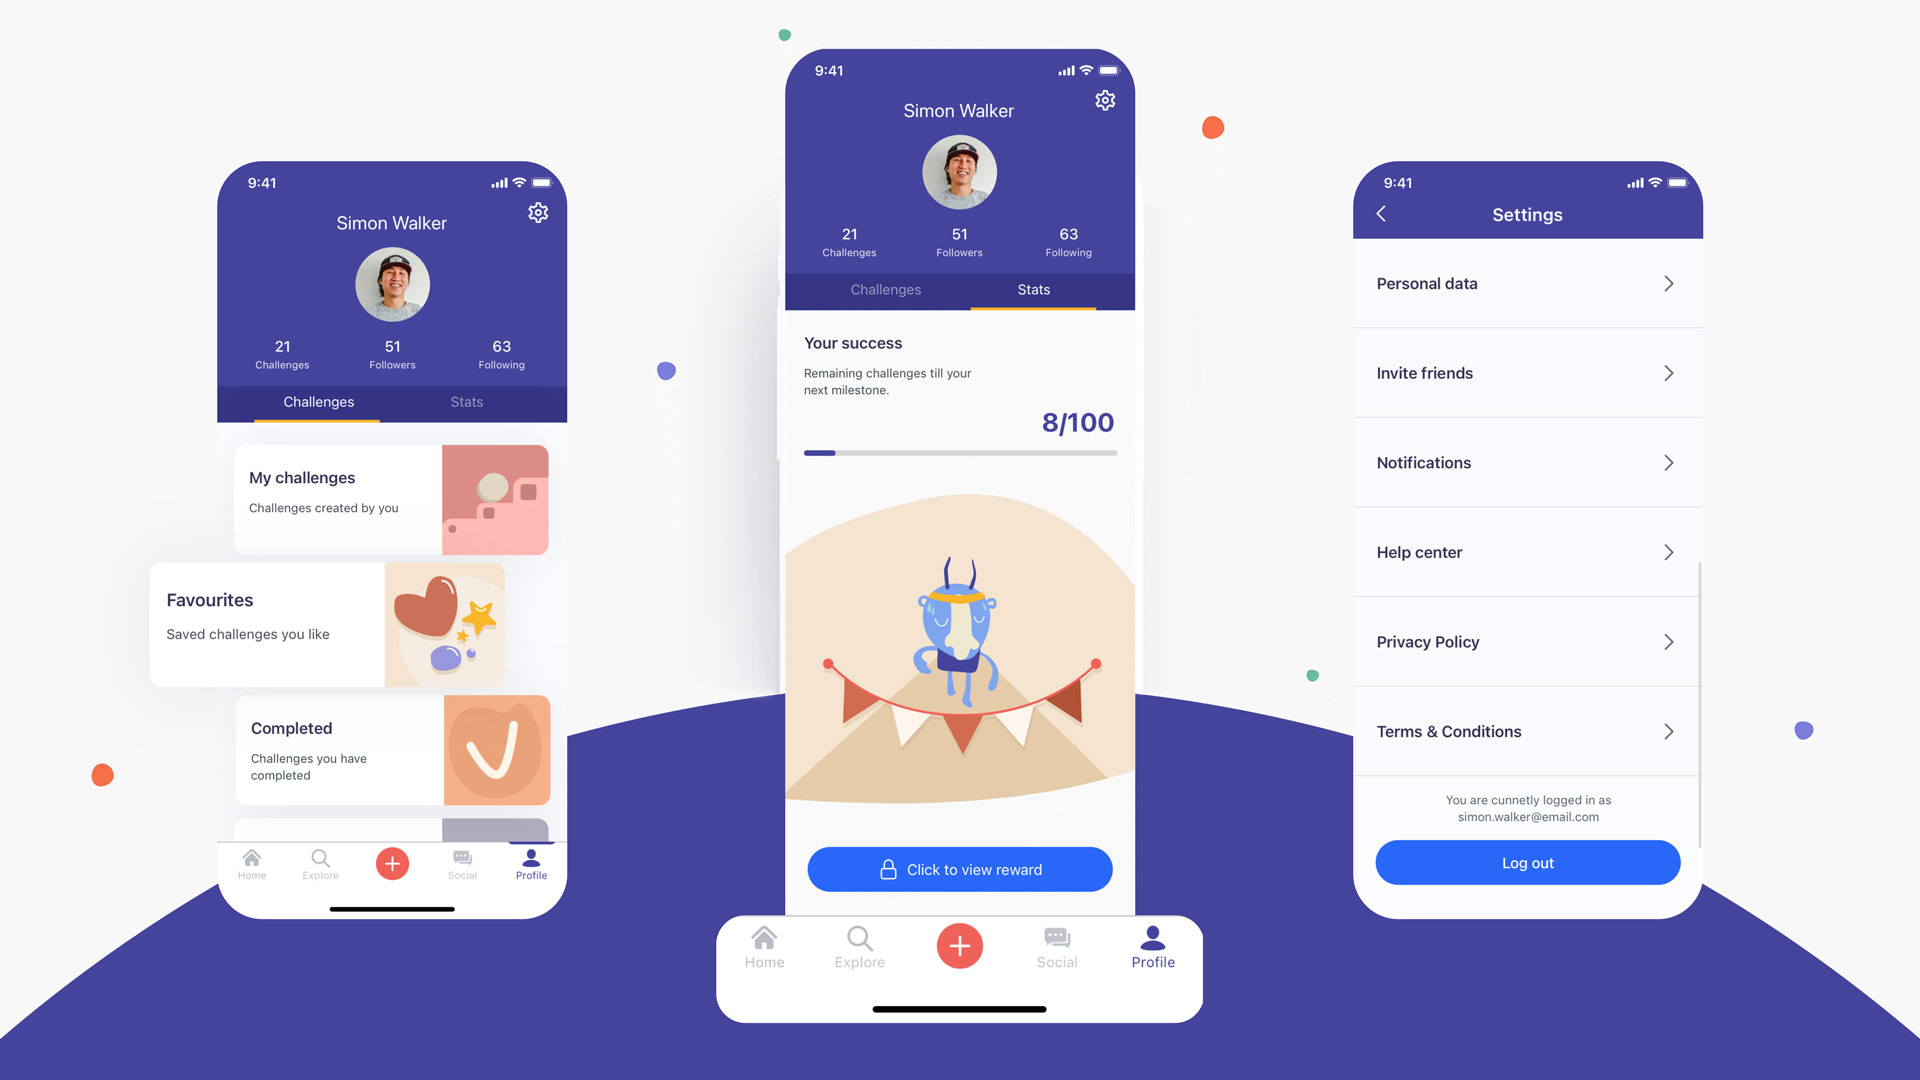 9:41
Simon Walker
21
51
63
Challenges
Followers
Following
Challenges
Stats
My challenges
Challenges created by you
Favourites
Saved challenges you like
Completed
Challenges you have
completed
Home
Explore
Social
Profile
9:41
Simon Walker
21
51
63
Challenges
Followers
Following
Challenges
Stats
Your success
Remaining challenges till your
next milestone.
8/100
Click to view reward
Home
Explore
Social
Profile
9:41
Settings
Personal data
Invite friends
Notifications
Help center
Privacy Policy
Terms & Conditions
You are cunnetly logged in as
simon.walker@email.com
Log out